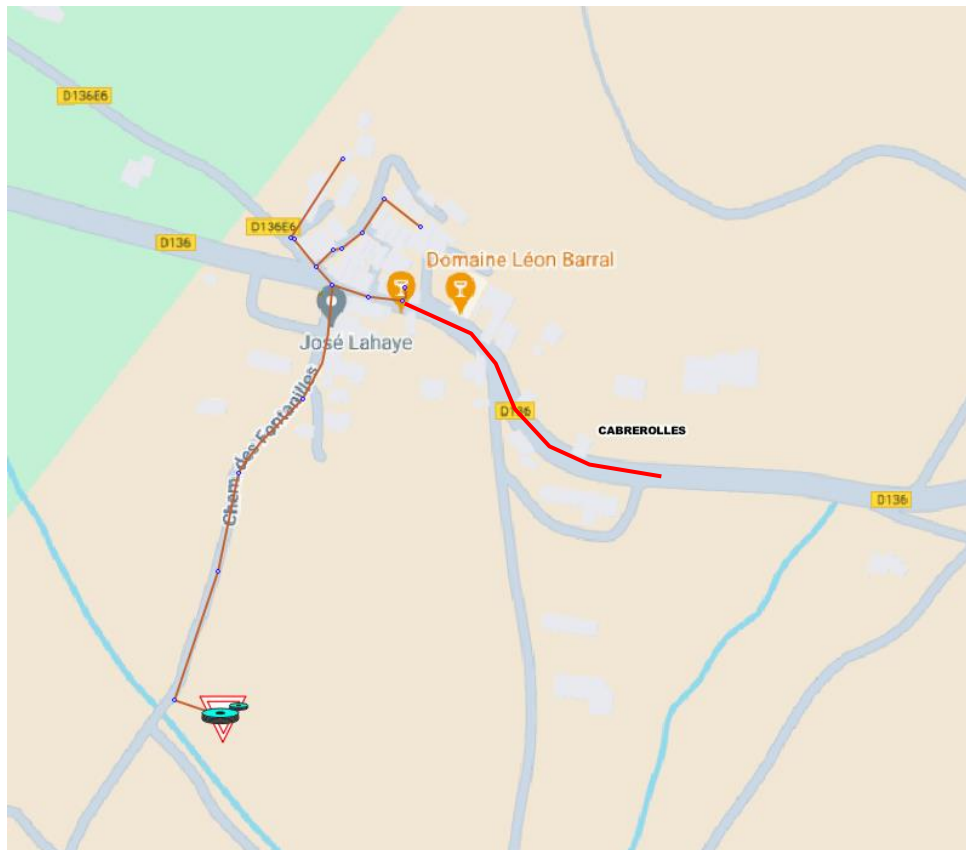 D136E6
D136E6
D136
Domaine Léon Barral
José Lahaye
Chem. des Fontanilles
D136
CABREROLLES
D136